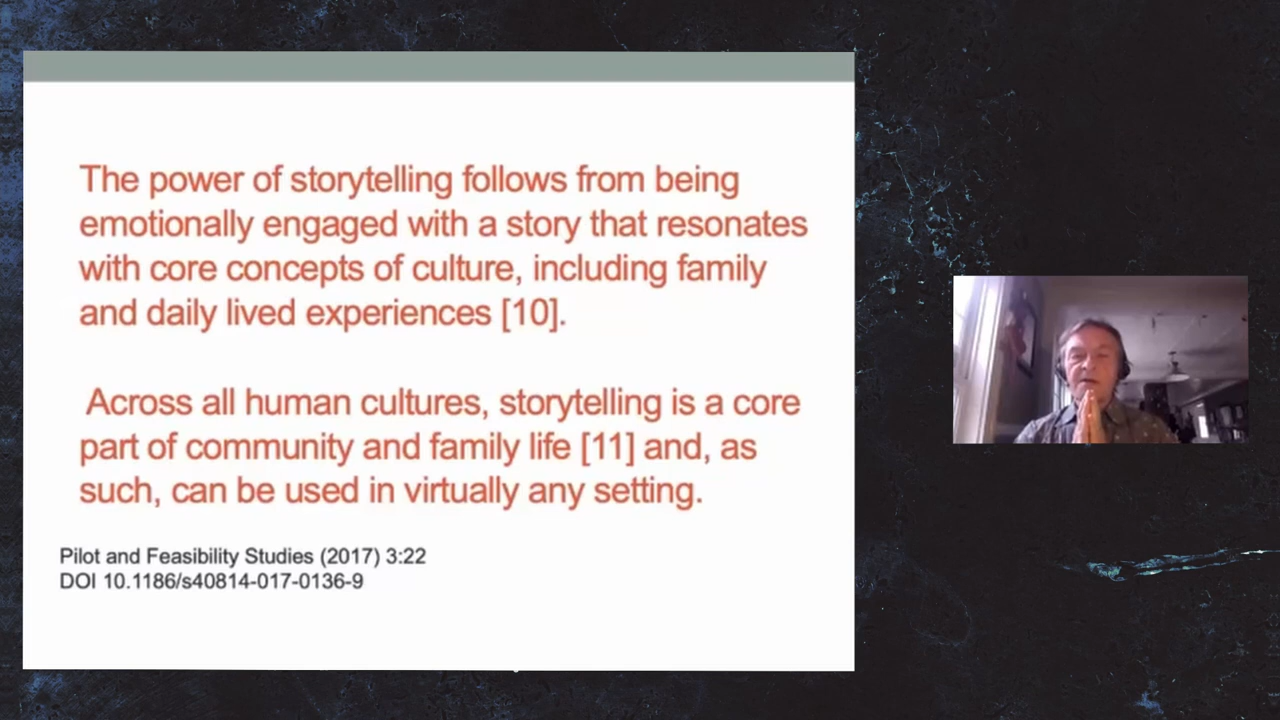 The power of storytelling follows from being
emotionally engaged with a story that resonates
with core concepts of culture, including family
and daily lived experiences [10].
Across all human cultures, storytelling is a core
part of community and family life [11] and, as
such, can be used in virtually any setting.
Pilot and Feasibility Studies (2017) 3:22
DOI 10.1186/s40814-017-0136-9